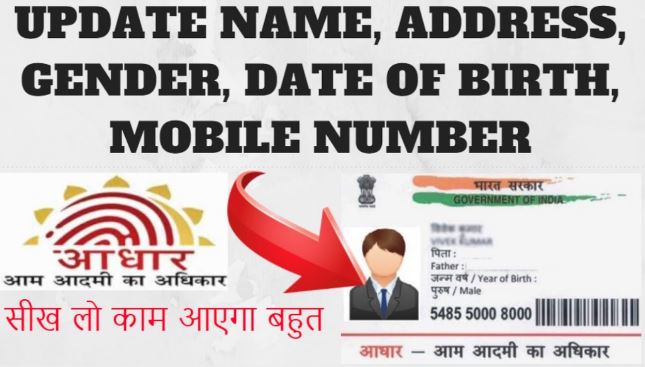 UPDATE NAME, ADDRESS,
GENDER, DATE OF BIRTH,
MOBILE NUMBER
आधार
आम आदमी का अधिकार
सीख लो काम आएगा बहुत
भारत सरकार
GOVERNMENT OF INDIA
पिता :
Father :
जन्म वर्ष / Year of Birth :
पुरुष / Male
5485 5000 8000
आधार – आम आदमी का अधिकार